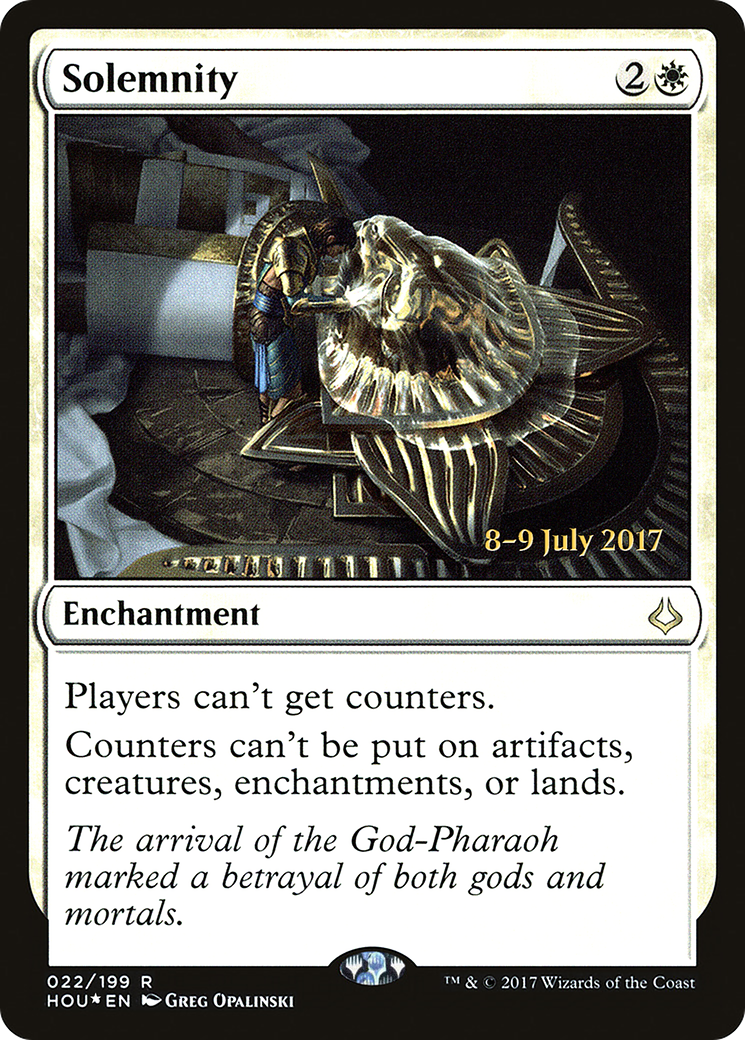 Solemnity 2
8–9 July 2017
Enchantment
Players can't get counters.
Counters can't be put on artifacts,
creatures, enchantments, or lands.
The arrival of the God-Pharaoh
marked a betrayal of both gods and
mortals.
022/199 R
HOU★EN Greg Opalinski
™ & © 2017 Wizards of the Coast